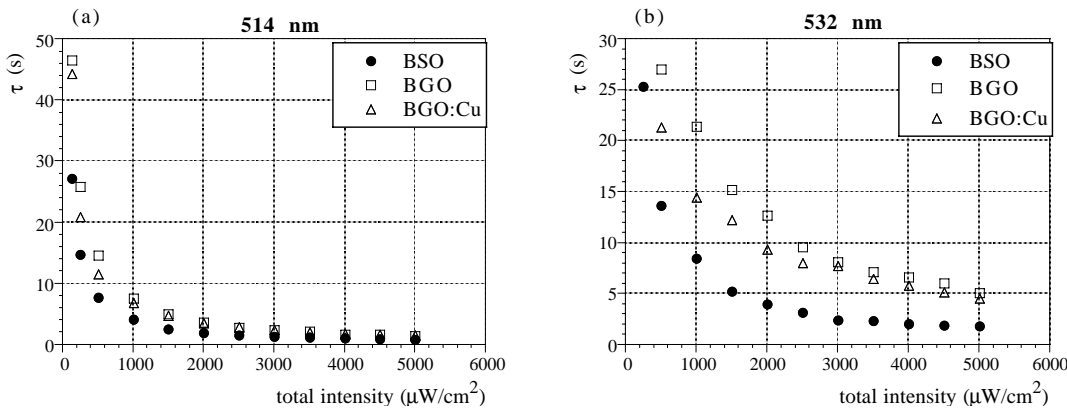 (a)
514 nm
τ (s)
50
40
30
20
10
0
BSO
BGO
BGO:Cu
0 1000 2000 3000 4000 5000 6000
total intensity (μW/cm²)
(b)
532 nm
τ (s)
30
25
20
15
10
5
0
BSO
BGO
BGO:Cu
0 1000 2000 3000 4000 5000 6000
total intensity (μW/cm²)